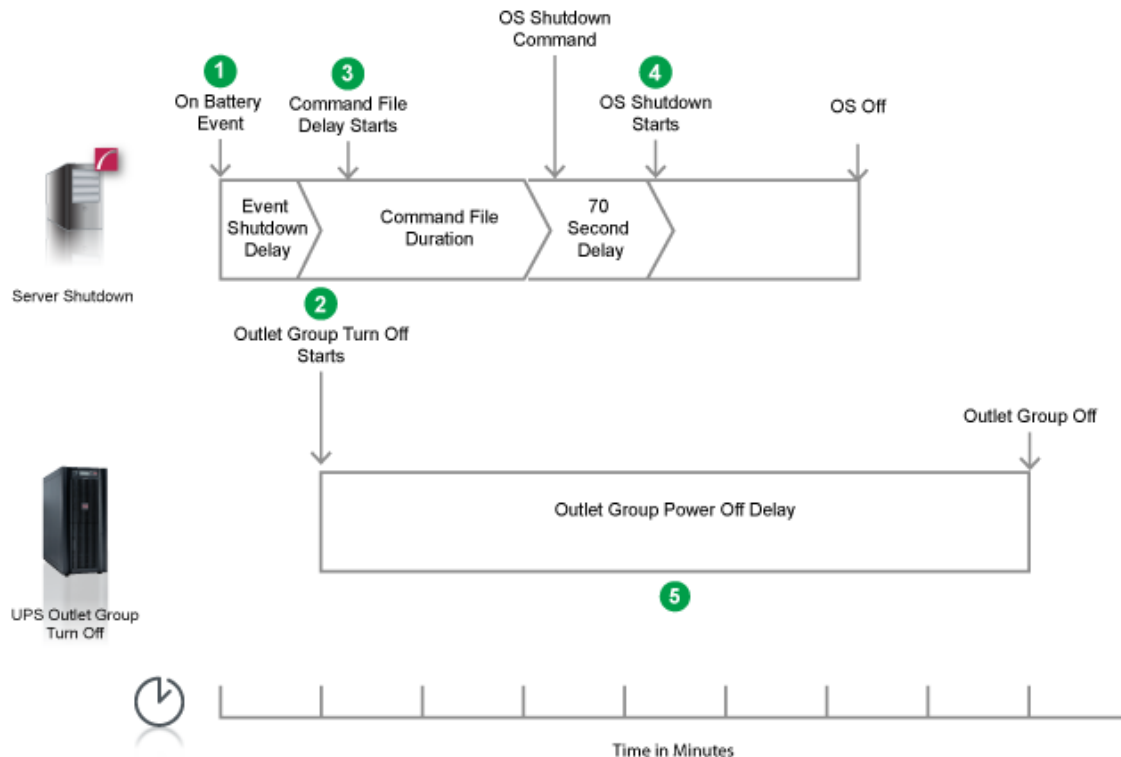 OS Shutdown
Command
1
On Battery
Event
3
Command File
Delay Starts
4
OS Shutdown
Starts
OS Off
Event
Shutdown
Delay
Command File
Duration
70
Second
Delay
Server Shutdown
2
Outlet Group Turn Off
Starts
Outlet Group Off
Outlet Group Power Off Delay
5
UPS Outlet Group
Turn Off
Time in Minutes